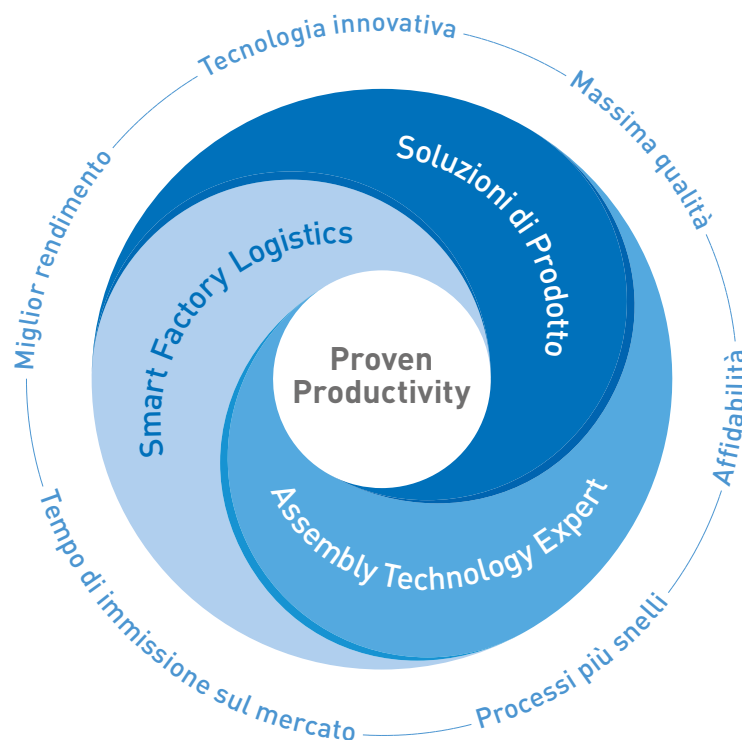 Tecnologia innovativa
Massima qualità
Affidabilità
Processi più snelli
Tempo di immissione sul mercato
Miglior rendimento
Soluzioni di Prodotto
Assembly Technology Expert
Smart Factory Logistics
Proven
Productivity